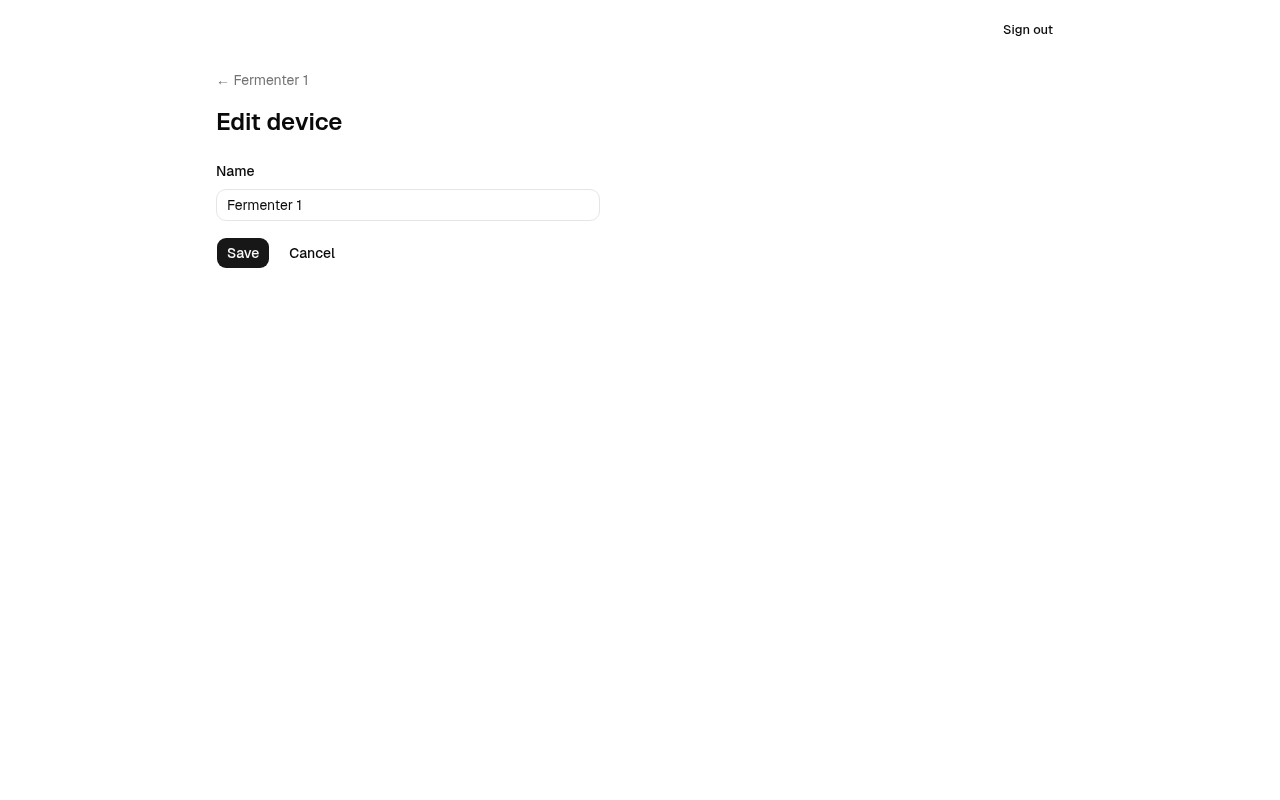 Sign out
← Fermenter 1
Edit device
Name
Fermenter 1
Save Cancel